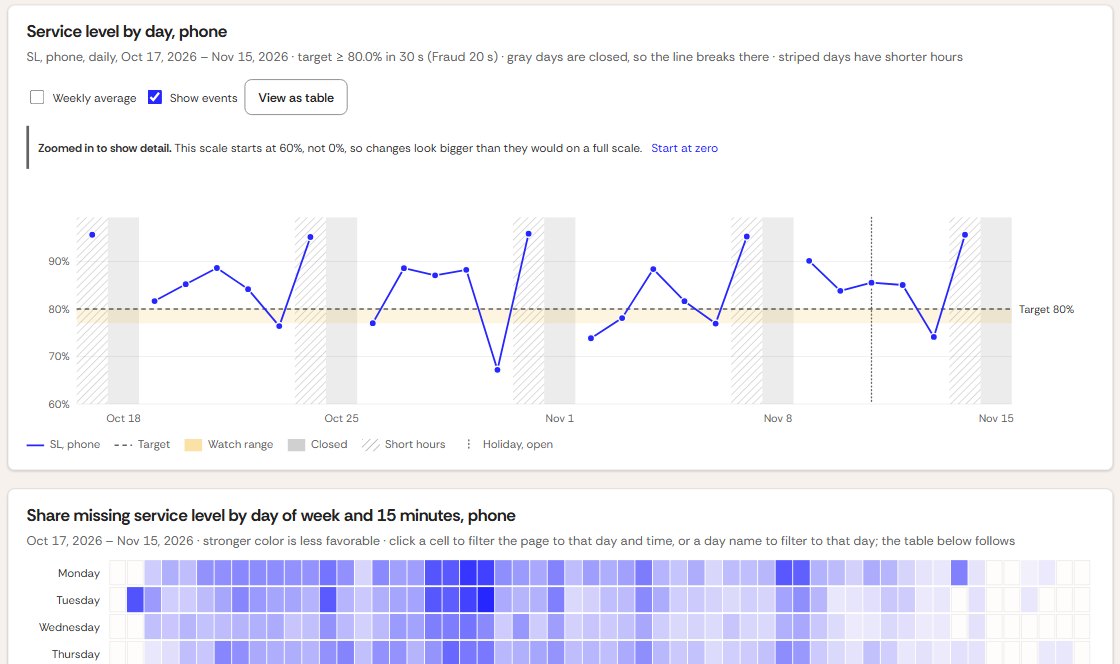 Service level by day, phone
SL, phone, daily, Oct 17, 2026 – Nov 15, 2026 · target ≥ 80.0% in 30 s (Fraud 20 s) · gray days are closed, so the line breaks there · striped days have shorter hours
Weekly average
Show events
View as table
Zoomed in to show detail. This scale starts at 60%, not 0%, so changes look bigger than they would on a full scale. Start at zero
90%
80%
Target 80%
70%
60%
Oct 18
Oct 25
Nov 1
Nov 8
Nov 15
SL, phone
Target
Watch range
Closed
Short hours
Holiday, open
Share missing service level by day of week and 15 minutes, phone
Oct 17, 2026 – Nov 15, 2026 · stronger color is less favorable · click a cell to filter the page to that day and time, or a day name to filter to that day; the table below follows
Monday
Tuesday
Wednesday
Thursday